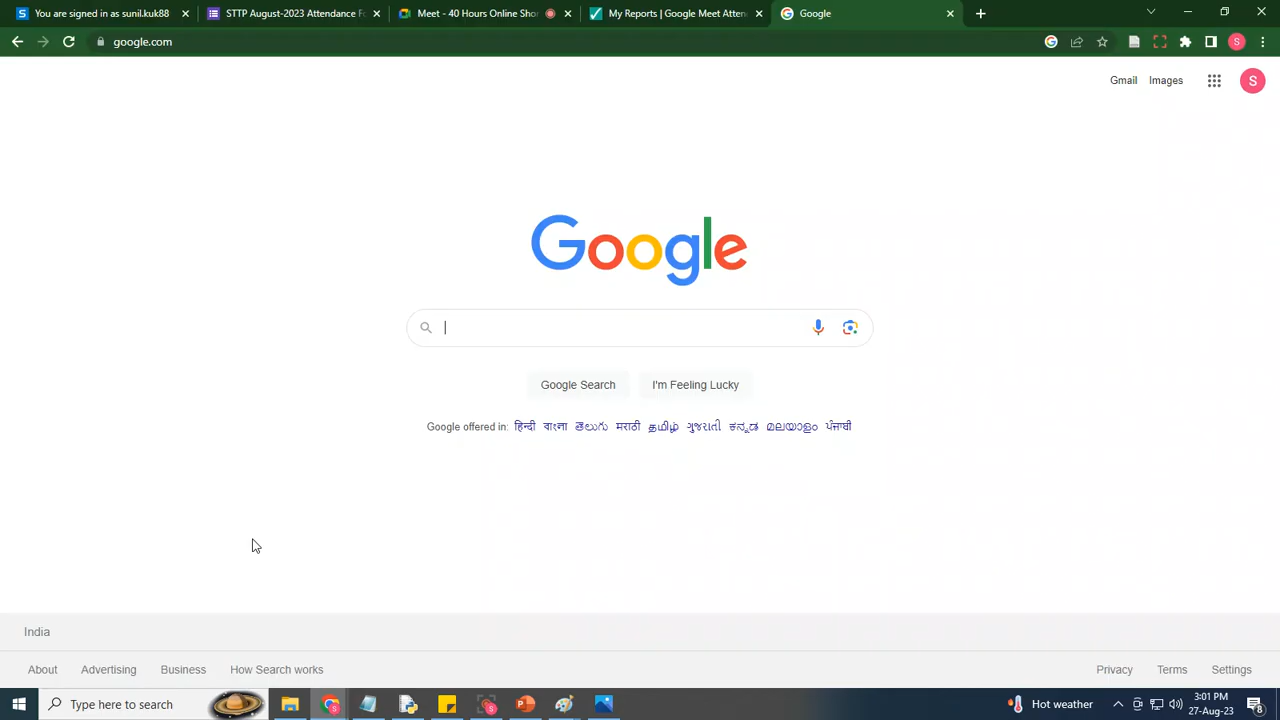 You are signed in as sunil.kuk88
STTP August-2023 Attendance Fo
Meet - 40 Hours Online Shor
My Reports | Google Meet Atten
Google
google.com
S
Gmail
Images
S
Google
Google Search
I'm Feeling Lucky
Google offered in: हिन्दी বাংলা తెలుగు मराठी தமிழ் ગુજરાતી ಕನ್ನಡ മലയാളം ਪੰਜਾਬੀ
India
About
Advertising
Business
How Search works
Privacy
Terms
Settings
Type here to search
Hot weather
3:01 PM
27-Aug-23
8